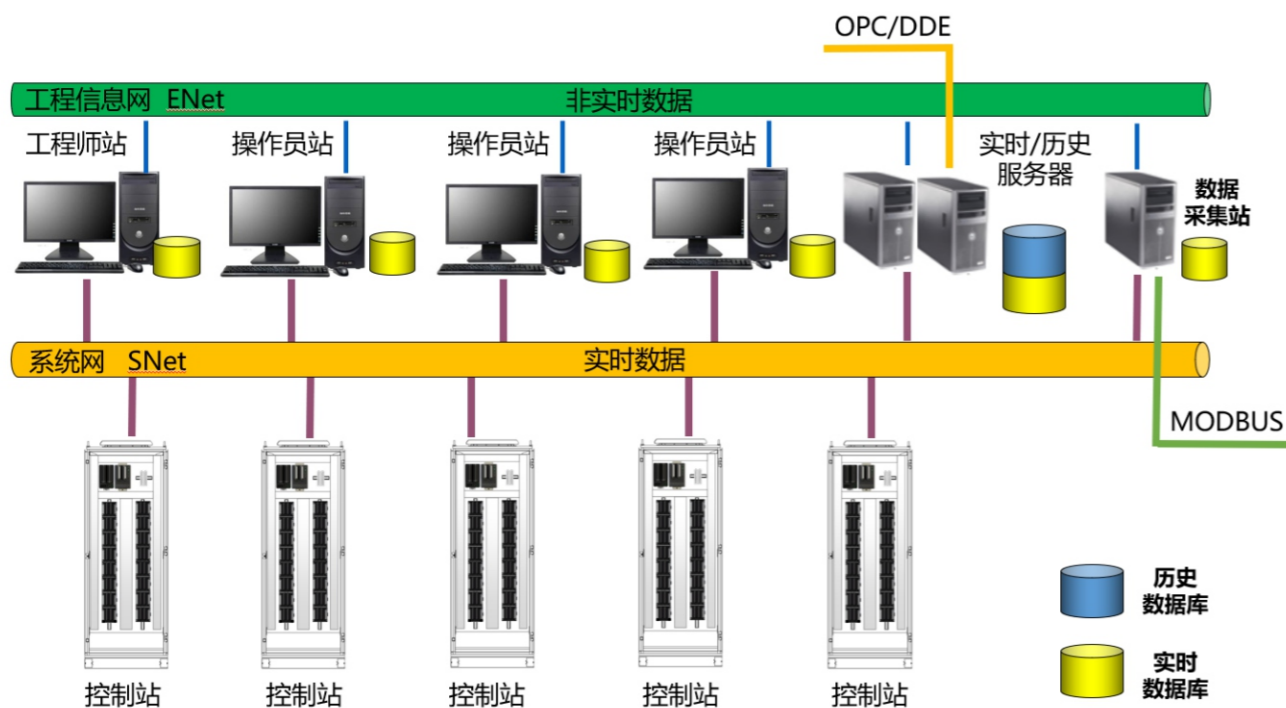 OPC/DDE
工程信息网 ENet
非实时数据
工程师站
操作员站
操作员站
操作员站
实时/历史
服务器
数据
采集站
系统网 SNet
实时数据
MODBUS
历史
数据库
实时
数据库
控制站
控制站
控制站
控制站
控制站